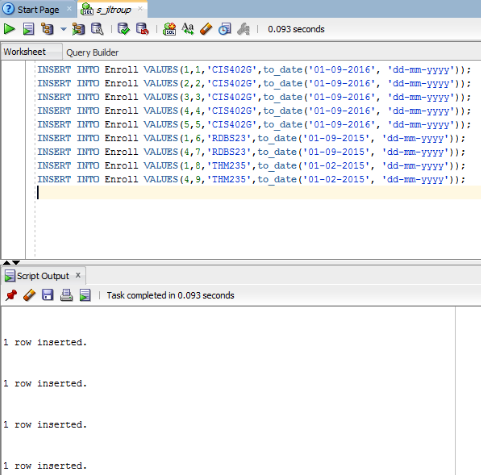 Start Page
s_jltroup
0.093 seconds
Worksheet Query Builder
INSERT INTO Enroll VALUES(1,1,'CIS402G',to_date('01-09-2016', 'dd-mm-yyyy'));
INSERT INTO Enroll VALUES(2,2,'CIS402G',to_date('01-09-2016', 'dd-mm-yyyy'));
INSERT INTO Enroll VALUES(3,3,'CIS402G',to_date('01-09-2016', 'dd-mm-yyyy'));
INSERT INTO Enroll VALUES(4,4,'CIS402G',to_date('01-09-2016', 'dd-mm-yyyy'));
INSERT INTO Enroll VALUES(5,5,'CIS402G',to_date('01-09-2016', 'dd-mm-yyyy'));
INSERT INTO Enroll VALUES(1,6,'RDBS23',to_date('01-09-2015', 'dd-mm-yyyy'));
INSERT INTO Enroll VALUES(4,7,'RDBS23',to_date('01-09-2015', 'dd-mm-yyyy'));
INSERT INTO Enroll VALUES(1,8,'THM235',to_date('01-02-2015', 'dd-mm-yyyy'));
INSERT INTO Enroll VALUES(4,9,'THM235',to_date('01-02-2015', 'dd-mm-yyyy'));
Script Output x
Task completed in 0.093 seconds
1 row inserted.
1 row inserted.
1 row inserted.
1 row inserted.